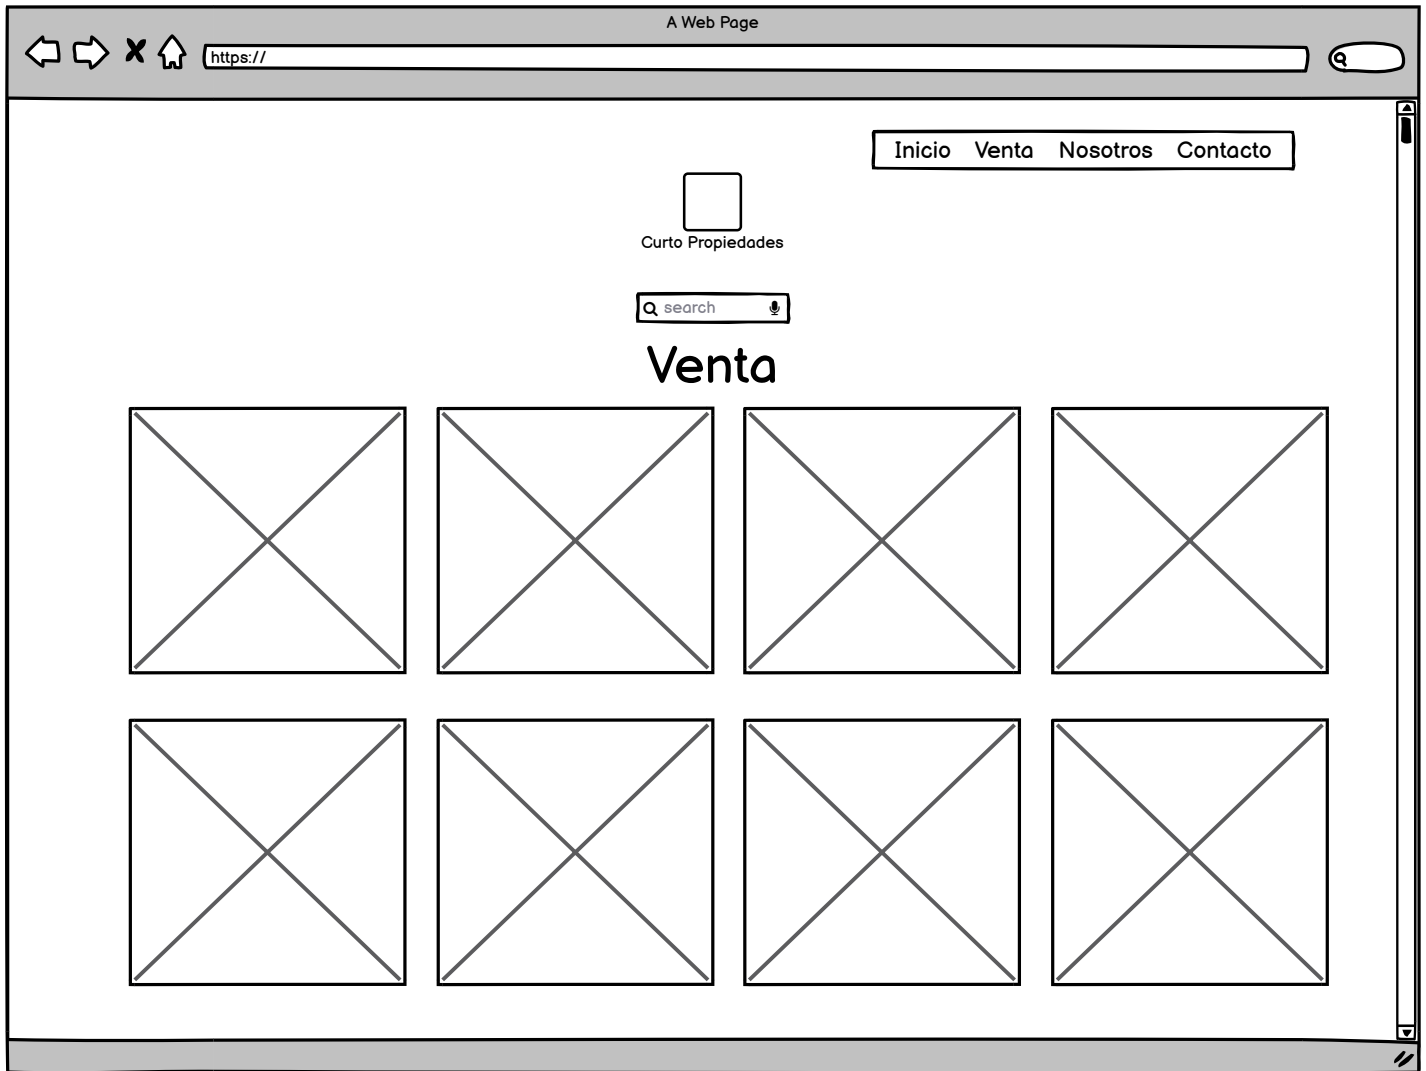 A Web Page
https://
Inicio Venta Nosotros Contacto
Curto Propiedades
search
Venta